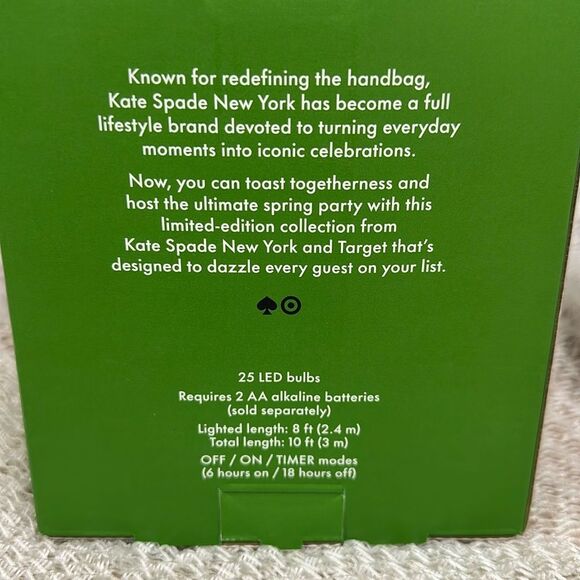 Known for redefining the handbag,
Kate Spade New York has become a full
lifestyle brand devoted to turning everyday
moments into iconic celebrations.
Now, you can toast togetherness and
host the ultimate spring party with this
limited-edition collection from
Kate Spade New York and Target that's
designed to dazzle every guest on your list.
25 LED bulbs
Requires 2 AA alkaline batteries
(sold separately)
Lighted length: 8 ft (2.4 m)
Total length: 10 ft (3 m)
OFF / ON / TIMER modes
(6 hours on / 18 hours off)